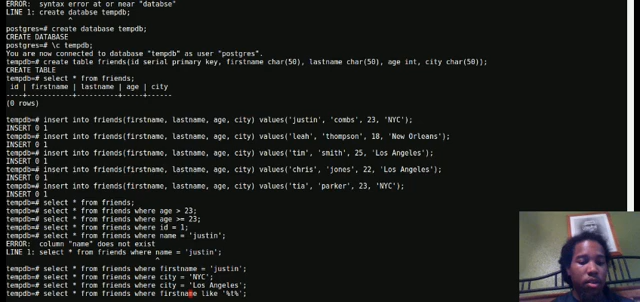 ERROR:  syntax error at or near "databse"
LINE 1: create databse tempdb;
^
postgres=# create database tempdb;
CREATE DATABASE
postgres=# \c tempdb;
You are now connected to database "tempdb" as user "postgres".
tempdb=# create table friends(id serial primary key, firstname char(50), lastname char(50), age int, city char(50));
CREATE TABLE
tempdb=# select * from friends;
id | firstname | lastname | age | city
----+-----------+----------+-----+------
(0 rows)
tempdb=# insert into friends(firstname, lastname, age, city) values('justin', 'combs', 23, 'NYC');
INSERT 0 1
tempdb=# insert into friends(firstname, lastname, age, city) values('leah', 'thompson', 18, 'New Orleans');
INSERT 0 1
tempdb=# insert into friends(firstname, lastname, age, city) values('tim', 'smith', 25, 'Los Angeles');
INSERT 0 1
tempdb=# insert into friends(firstname, lastname, age, city) values('chris', 'jones', 22, 'Los Angeles');
INSERT 0 1
tempdb=# insert into friends(firstname, lastname, age, city) values('tia', 'parker', 23, 'NYC');
INSERT 0 1
tempdb=# select * from friends;
tempdb=# select * from friends where age > 23;
tempdb=# select * from friends where age >= 23;
tempdb=# select * from friends where id = 1;
tempdb=# select * from friends where name = 'justin';
ERROR:  column "name" does not exist
LINE 1: select * from friends where name = 'justin';
^
tempdb=# select * from friends where firstname = 'justin';
tempdb=# select * from friends where city = 'NYC';
tempdb=# select * from friends where city = 'Los Angeles';
tempdb=# select * from friends where firstname like '%t%';